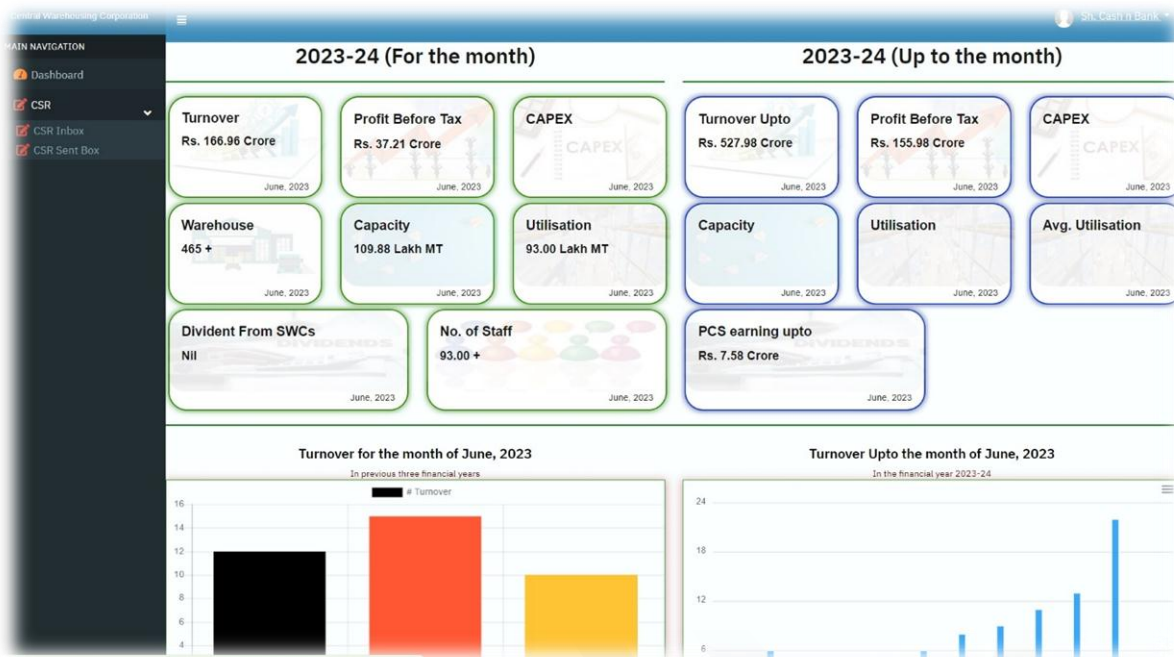 Central Warehousing Corporation
Sh. Cash n Bank
MAIN NAVIGATION
Dashboard
CSR
CSR Inbox
CSR Sent Box
2023-24 (For the month)
Turnover
Rs. 166.96 Crore
June, 2023
Profit Before Tax
Rs. 37.21 Crore
June, 2023
CAPEX
CAPEX
June, 2023
Warehouse
465 +
June, 2023
Capacity
109.88 Lakh MT
June, 2023
Utilisation
93.00 Lakh MT
June, 2023
Divident From SWCs
Nil
DIVIDENDS
June, 2023
No. of Staff
93.00 +
June, 2023
2023-24 (Up to the month)
Turnover Upto
Rs. 527.98 Crore
June, 2023
Profit Before Tax
Rs. 155.98 Crore
June, 2023
CAPEX
CAPEX
June, 2023
Capacity
June, 2023
Utilisation
June, 2023
Avg. Utilisation
June, 2023
PCS earning upto
Rs. 7.58 Crore
DIVIDENDS
June, 2023
Turnover for the month of June, 2023
In previous three financial years
# Turnover
16
14
12
10
8
6
4
Turnover Upto the month of June, 2023
In the financial year 2023-24
24
18
12
6